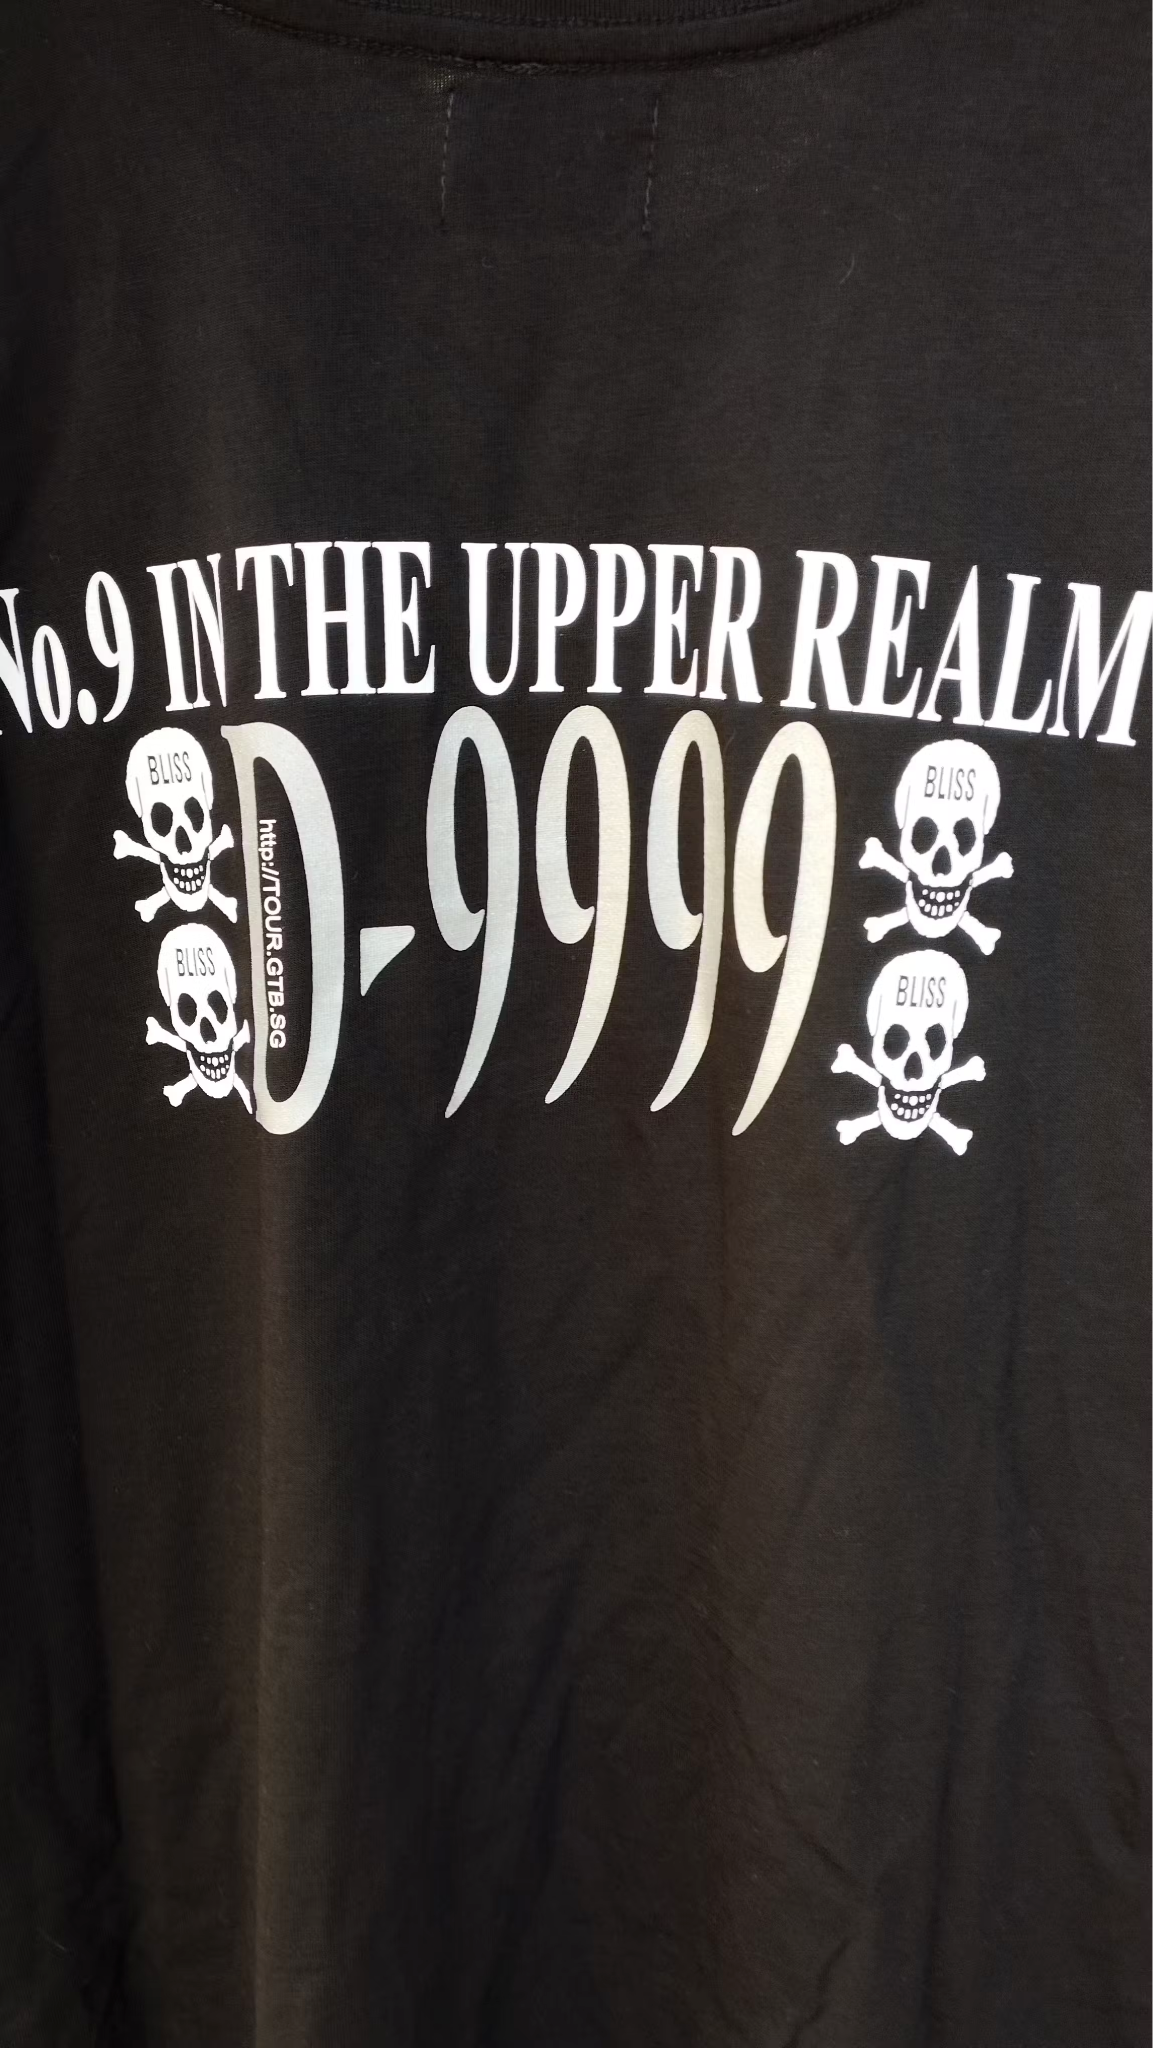 No.9 IN THE UPPER REALM
D-9999
http://TOUR.GTB.SG
BLISS
BLISS
BLISS
BLISS